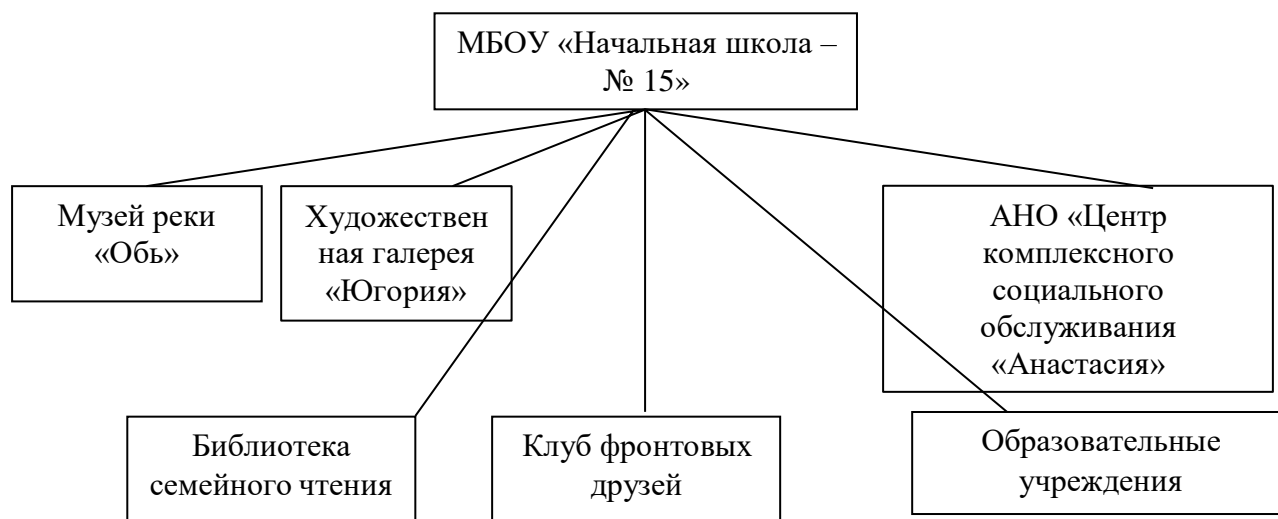 МБОУ «Начальная школа –
№ 15»
Музей реки
«Обь»
Художествен
ная галерея
«Югория»
АНО «Центр
комплексного
социального
обслуживания
«Анастасия»
Библиотека
семейного чтения
Клуб фронтовых
друзей
Образовательные
учреждения